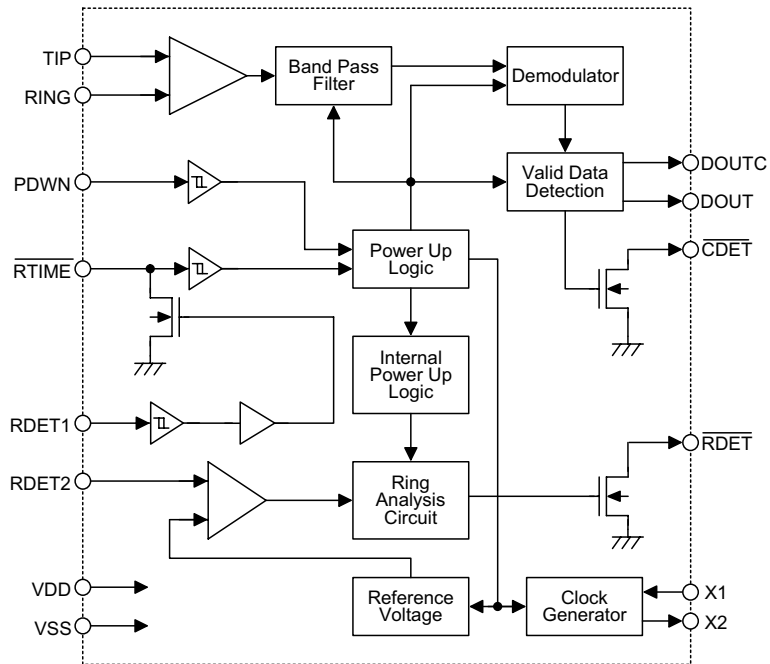 TIP
RING
Band Pass
Filter
Demodulator
PDWN
Valid Data
Detection
DOUTC
DOUT
CDET
RTIME
Power Up
Logic
Internal
Power Up
Logic
RDET1
RDET2
Ring
Analysis
Circuit
RDET
VDD
VSS
Reference
Voltage
Clock
Generator
X1
X2